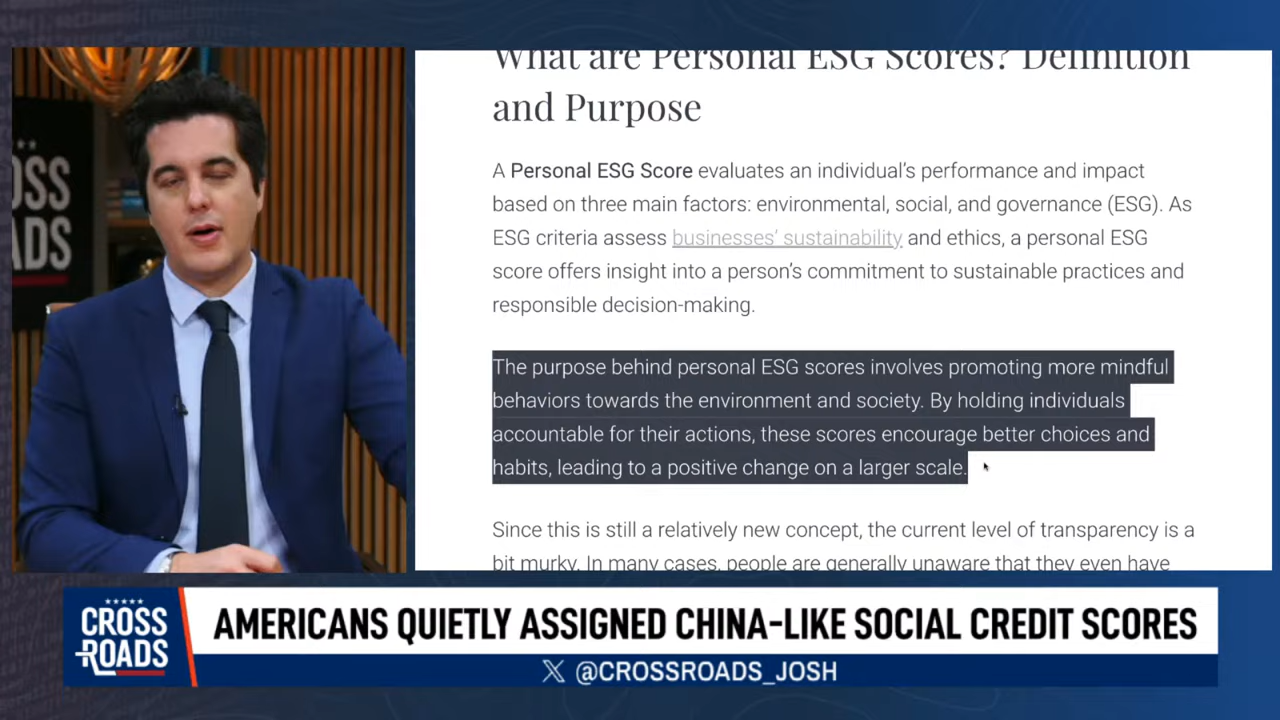 What are Personal ESG Scores? Definition
and Purpose
A Personal ESG Score evaluates an individual's performance and impact
based on three main factors: environmental, social, and governance (ESG). As
ESG criteria assess businesses' sustainability and ethics, a personal ESG
score offers insight into a person's commitment to sustainable practices and
responsible decision-making.
The purpose behind personal ESG scores involves promoting more mindful
behaviors towards the environment and society. By holding individuals
accountable for their actions, these scores encourage better choices and
habits, leading to a positive change on a larger scale.
Since this is still a relatively new concept, the current level of transparency is a
bit murky. In many cases, people are generally unaware that they even have
OSS
ADS
CROSS
ROADS
AMERICANS QUIETLY ASSIGNED CHINA-LIKE SOCIAL CREDIT SCORES
X @CROSSROADS_JOSH